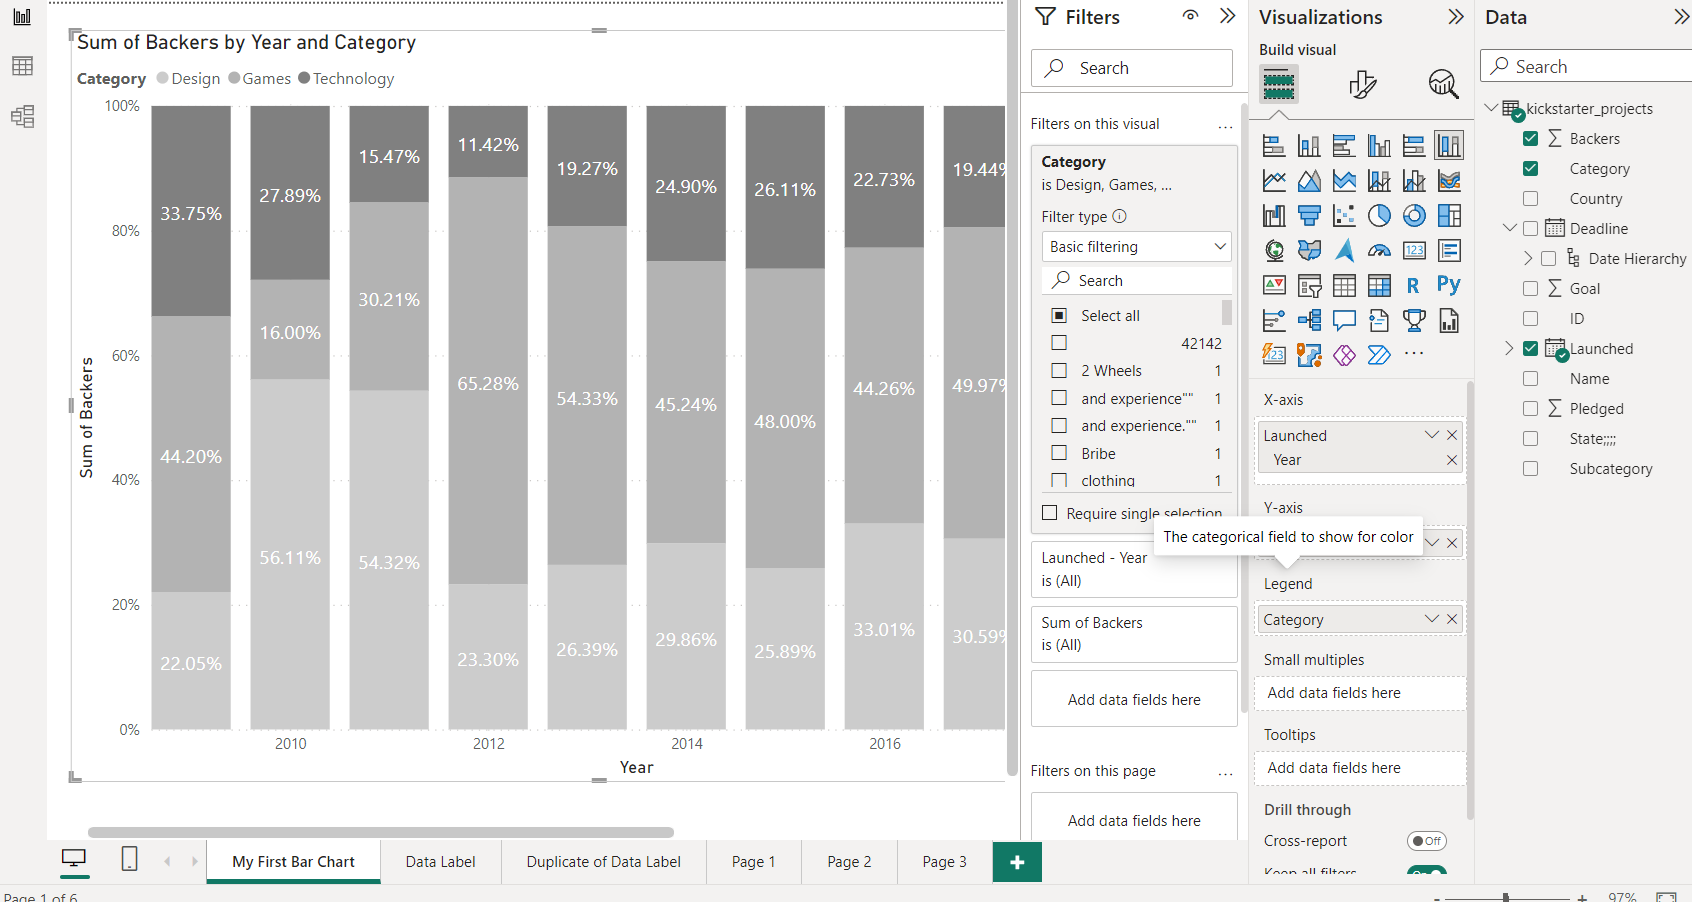 Sum of Backers by Year and Category
Category Design Games Technology
100%
80%
60%
40%
20%
0%
Sum of Backers
33.75%
44.20%
22.05%
27.89%
16.00%
56.11%
15.47%
30.21%
54.32%
11.42%
65.28%
23.30%
19.27%
54.33%
26.39%
24.90%
45.24%
29.86%
26.11%
48.00%
25.89%
22.73%
44.26%
33.01%
19.44%
49.97%
30.59%
2010 2012 2014 2016
Year
My First Bar Chart Data Label Duplicate of Data Label Page 1 Page 2 Page 3 +
Page 1 of 6
Filters
Search
Filters on this visual ...
Category
is Design, Games, ...
Filter type
Basic filtering
Search
Select all
42142
2 Wheels 1
and experience"" 1
and experience."" 1
Bribe 1
clothing 1
Require single selection
Launched - Year
is (All)
Sum of Backers
is (All)
Add data fields here
Filters on this page ...
Add data fields here
Visualizations
Build visual
123
R Py
123
...
X-axis
Launched
Year
Y-axis
The categorical field to show for color
Legend
Category
Small multiples
Add data fields here
Tooltips
Add data fields here
Drill through
Cross-report Off
Keep all filters On
Data
Search
kickstarter_projects
Backers
Category
Country
Deadline
Date Hierarchy
Goal
ID
Launched
Name
Pledged
State;;;;
Subcategory
- + 97%